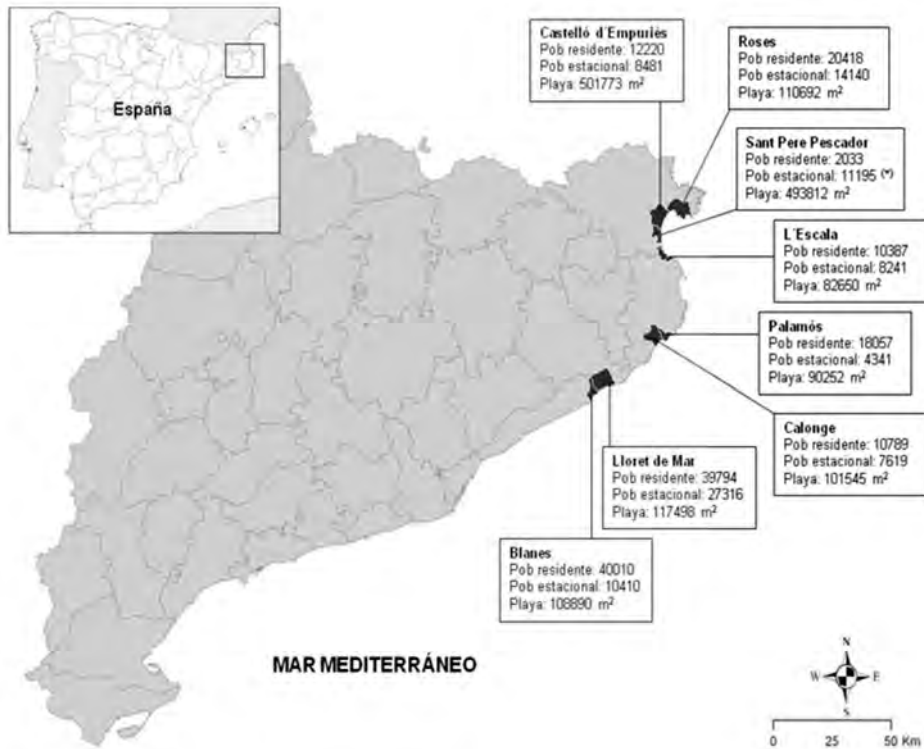 España
Castelló d´Empuriès
Pob residente: 12220
Pob estacional: 8481
Playa: 501773 m²
Roses
Pob residente: 20418
Pob estacional: 14140
Playa: 110692 m²
Sant Pere Pescador
Pob residente: 2033
Pob estacional: 11195 (*)
Playa: 493812 m²
L´Escala
Pob residente: 10387
Pob estacional: 8241
Playa: 82650 m²
Palamós
Pob residente: 18057
Pob estacional: 4341
Playa: 90252 m²
Calonge
Pob residente: 10789
Pob estacional: 7619
Playa: 101545 m²
Lloret de Mar
Pob residente: 39794
Pob estacional: 27316
Playa: 117498 m²
Blanes
Pob residente: 40010
Pob estacional: 10410
Playa: 108890 m²
MAR MEDITERRÁNEO
N
W E
S
0 25 50 Km